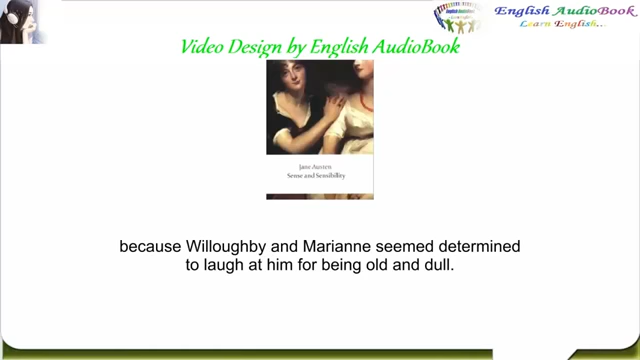 English AudioBook
Learn English...
Video Design by English AudioBook
Jane Austen
Sense and Sensibility
because Willoughby and Marianne seemed determined
to laugh at him for being old and dull.